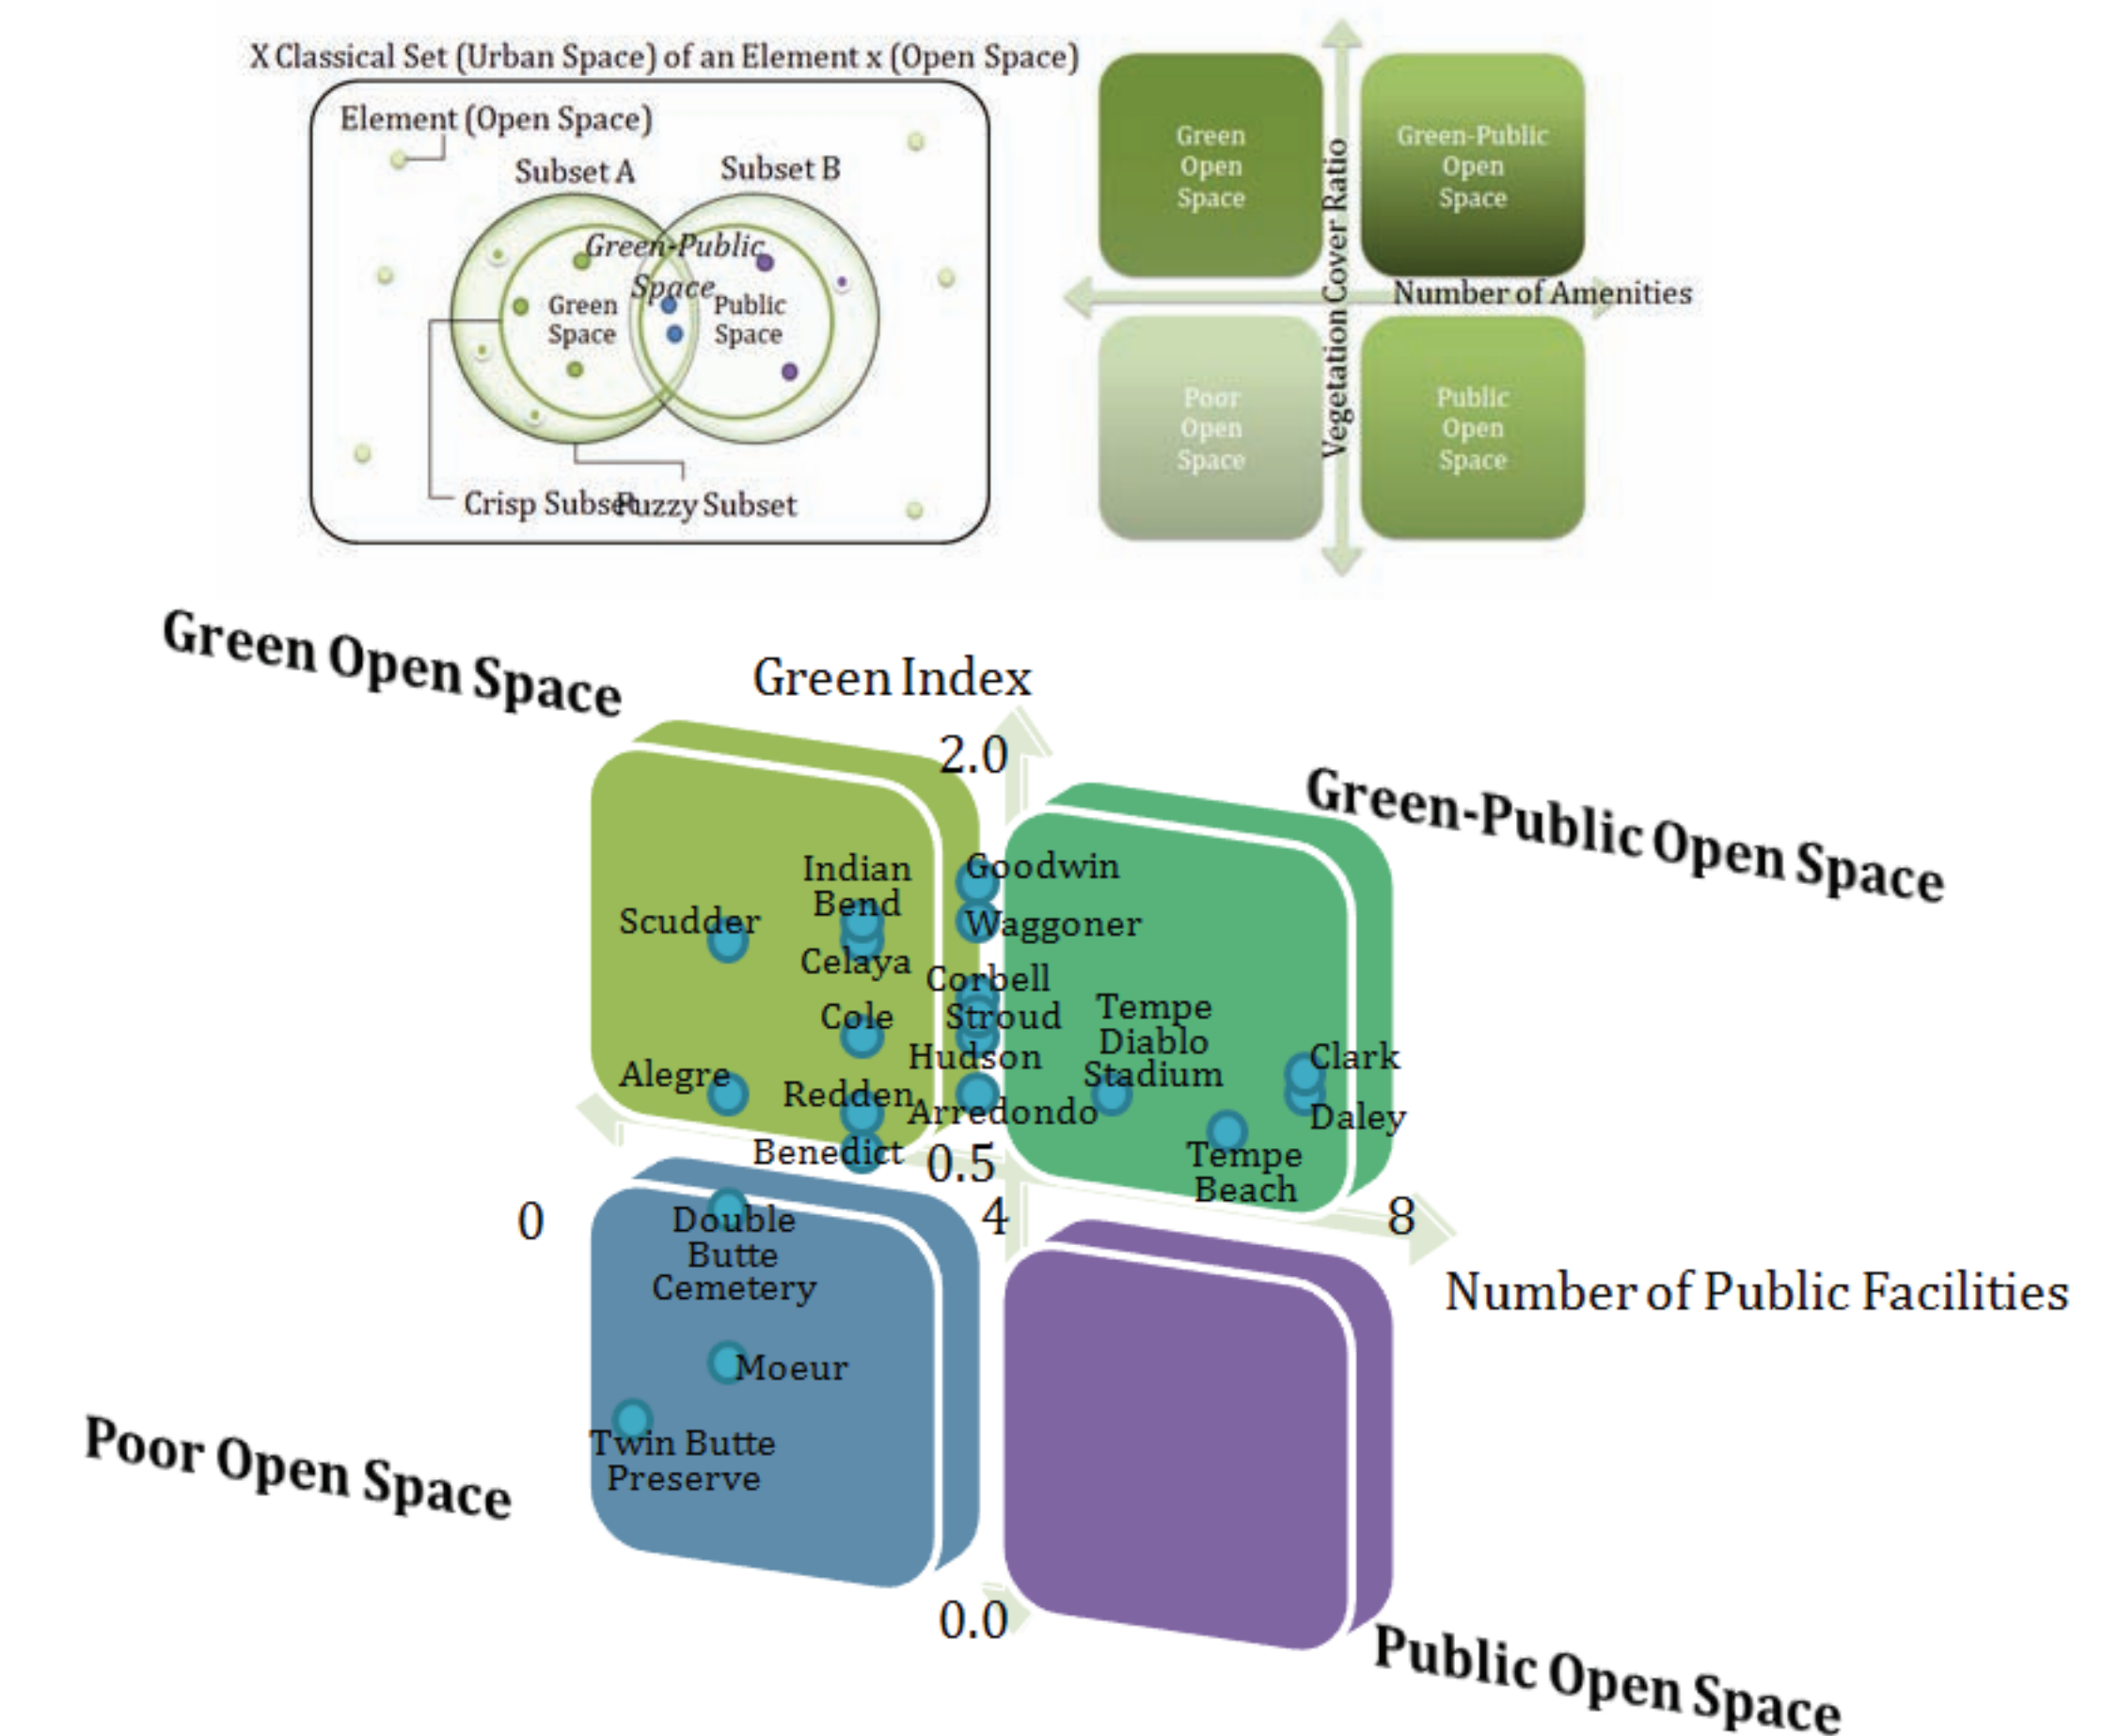 X Classical Set (Urban Space) of an Element x (Open Space)
Element (Open Space)
Subset A
Subset B
Green-Public
Space
Green
Space
Public
Space
Crisp Subset
Fuzzy Subset
Green
Open
Space
Green-Public
Open
Space
Vegetation Cover Ratio
Number of Amenities
Poor
Open
Space
Public
Open
Space
Green Open Space
Green Index
2.0
Green-Public Open Space
Goodwin
Indian
Bend
Scudder
Waggoner
Celaya
Corbell
Cole
Stroud
Tempe
Diablo
Stadium
Hudson
Clark
Alegre
Redden
Arredondo
Daley
Benedict
0.5
Tempe
Beach
0
4
8
Double
Butte
Cemetery
Number of Public Facilities
Moeur
Twin Butte
Preserve
Poor Open Space
0.0
Public Open Space